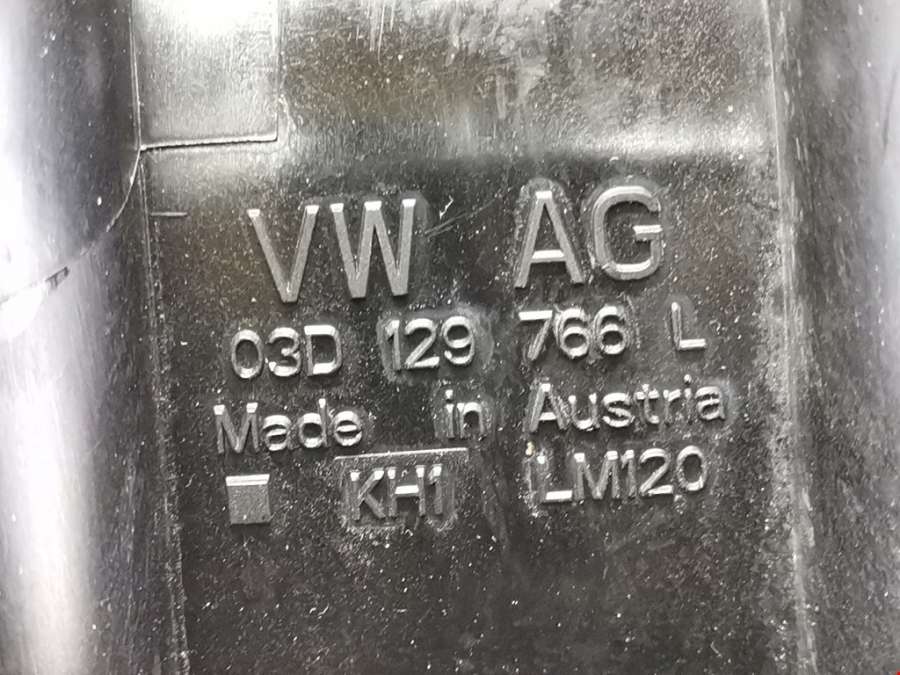 VW AG
03D 129 766 L
Made in Austria
KH1 LM120